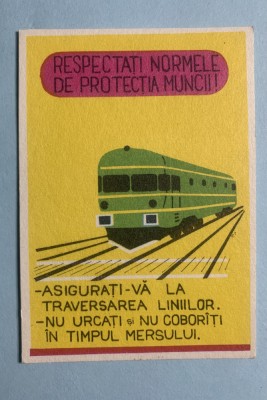 RESPECTAȚI NORMELE
DE PROTECȚIA MUNCII!
-ASIGURAȚI-VĂ LA
TRAVERSAREA LINIILOR.
-NU URCAȚI și NU COBORÎȚI
ÎN TIMPUL MERSULUI.